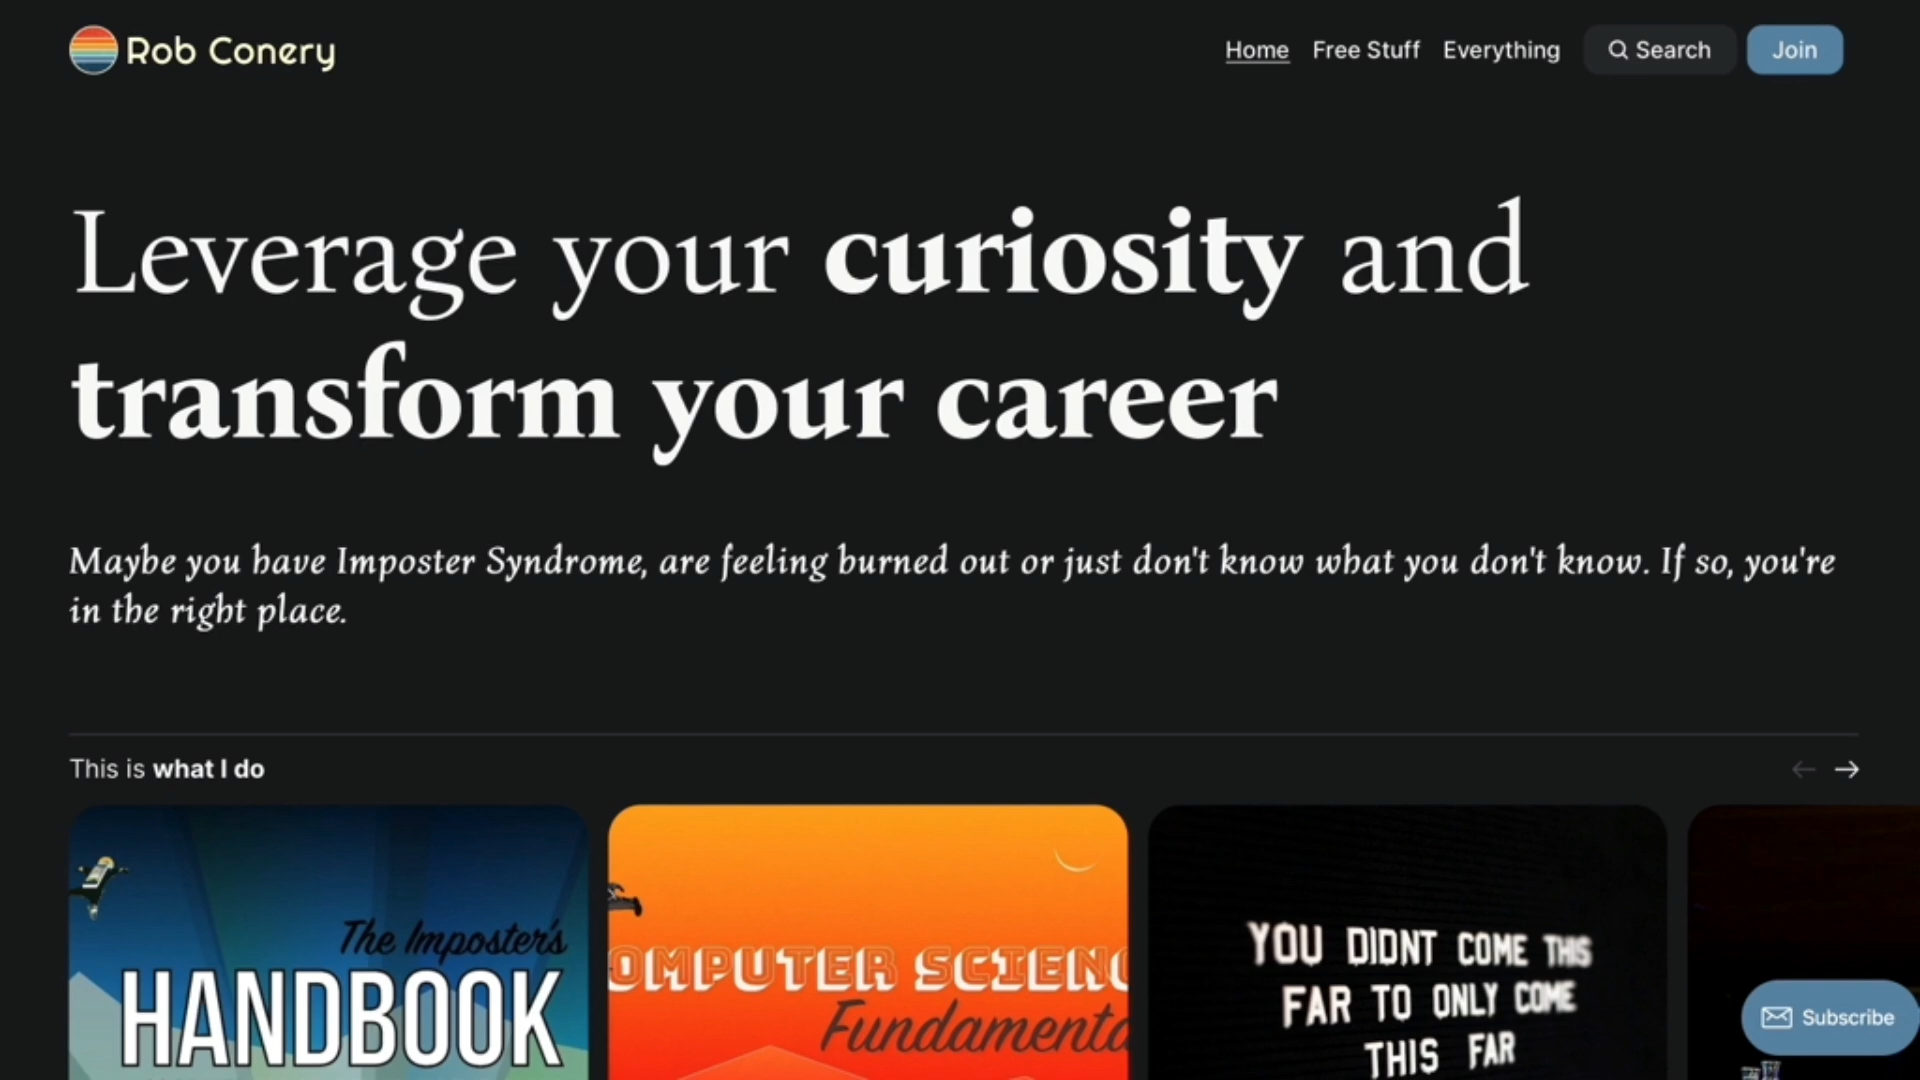 Rob Conery
Home Free Stuff Everything Search Join
Leverage your curiosity and
transform your career
Maybe you have Imposter Syndrome, are feeling burned out or just don't know what you don't know. If so, you're
in the right place.
This is what I do
The Imposter's
HANDBOOK
OMPUTER SCIENC
Fundamenta
YOU DIDNT COME THIS
FAR TO ONLY COME
THIS FAR
Subscribe